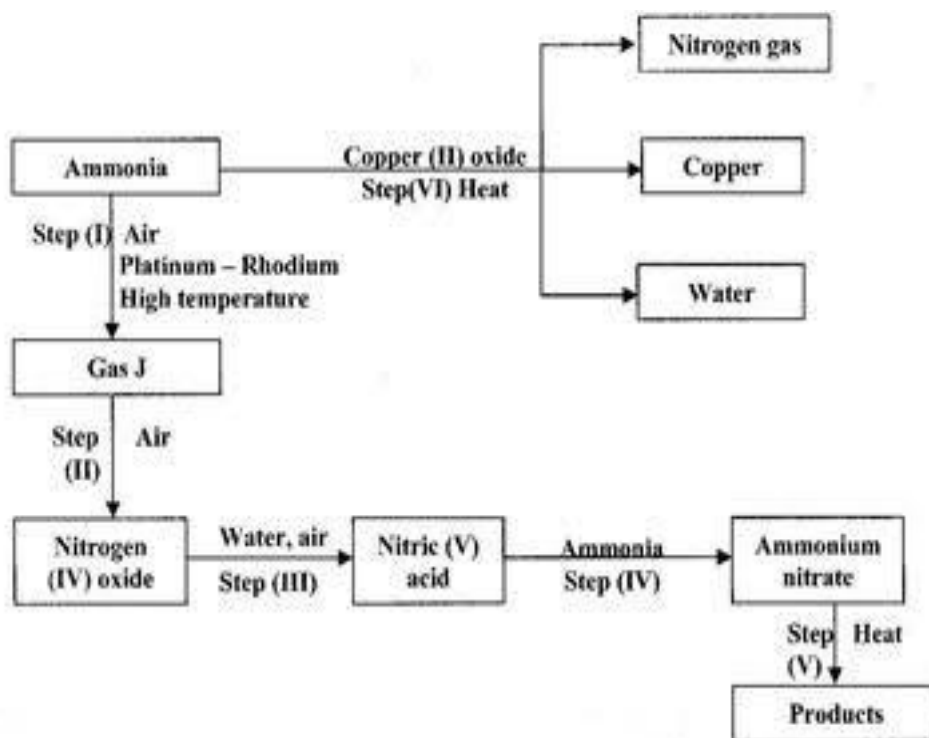 Nitrogen gas
Ammonia
Copper (II) oxide
Step(VI) Heat
Copper
Step (I) Air
Platinum – Rhodium
High temperature
Water
Gas J
Step Air
(II)
Nitrogen
(IV) oxide
Water, air
Step (III)
Nitric (V)
acid
Ammonia
Step (IV)
Ammonium
nitrate
Step Heat
(V)
Products